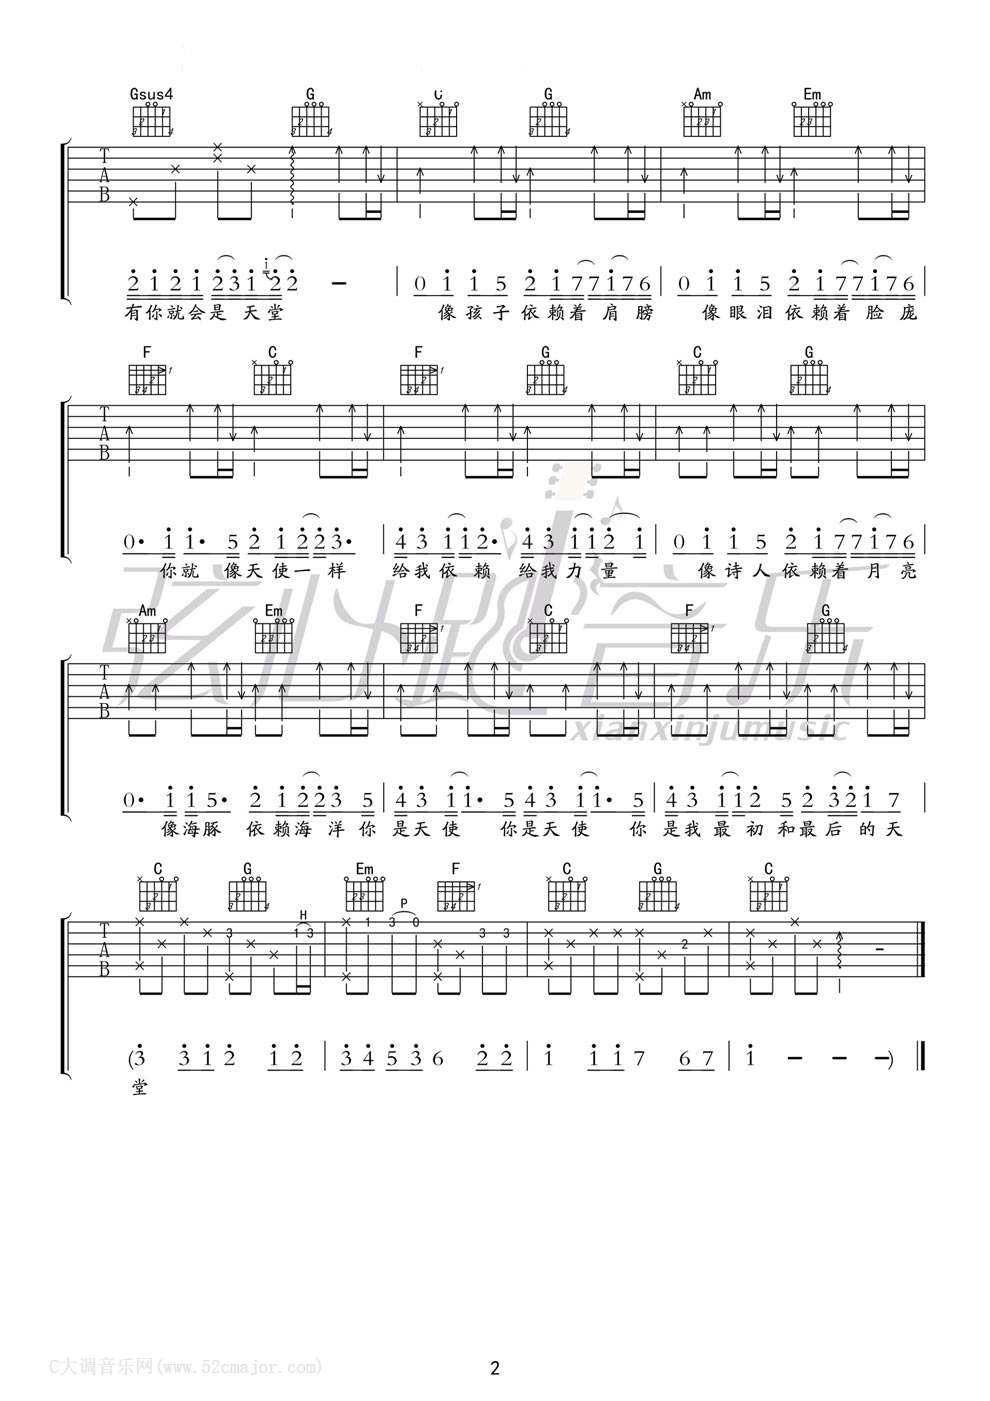 Gsus4 G C G Am Em
T
A
B
2 1 2 1 2 3 1 i 2 2 – | 0 1 1 5 2 1 7 7 1 7 6 | 0 1 1 5 2 1 7 7 1 7 6
有你就会是天堂 像孩子依赖着肩膀 像眼泪依赖着脸庞
F C F G C G
T
A
B
0· 1 1· 5 2 1 2 2 3· | 4 3 1 1 2· 4 3 1 1 2 1 | 0 1 1 5 2 1 7 7 1 7 6
你就像天使一样 给我依赖给我力量 像诗人依赖着月亮
弦心距音乐
xianxinjumusic
Am Em F C F G
T
A
B
0· 1 1 5· 2 1 2 2 3 5 | 4 3 1 1· 5 4 3 1 1· 5 | 4 3 1 1 2 5 2 3 2 1 7
像海豚依赖海洋你 是天使你是天使你 是我最初和最后的天
C G Em F C G C
H P
T
A
B
3 1 3 1 3 0 3 3 2 –
(3 3 1 2 1 2 | 3 4 5 3 6 2 2 | 1 1 1 7 6 7 | 1 – – –)
堂
C大调音乐网(www.52cmajor.com)
2